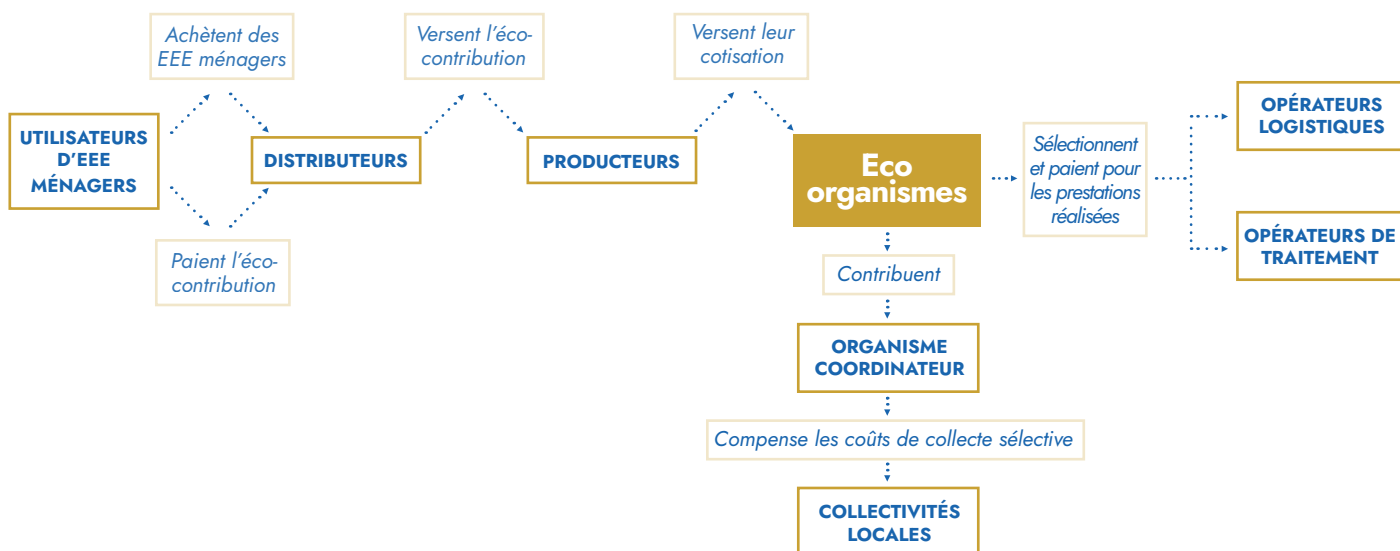 Achètent des
EEE ménagers
Versent l’éco-
contribution
Versent leur
cotisation
UTILISATEURS
D’EEE
MÉNAGERS
DISTRIBUTEURS
PRODUCTEURS
Eco
organismes
Sélectionnent
et paient pour
les prestations
réalisées
OPÉRATEURS
LOGISTIQUES
OPÉRATEURS DE
TRAITEMENT
Paient l’éco-
contribution
Contribuent
ORGANISME
COORDINATEUR
Compense les coûts de collecte sélective
COLLECTIVITÉS
LOCALES